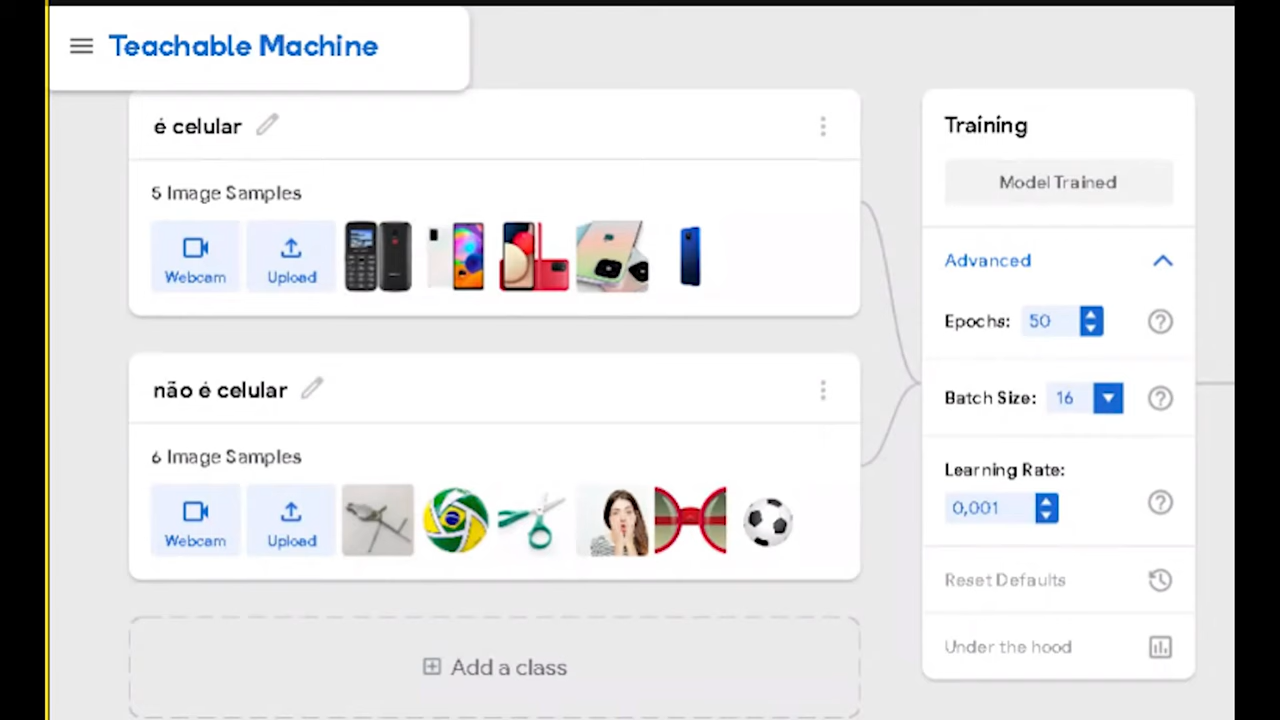 Teachable Machine
é celular
5 Image Samples
Webcam
Upload
não é celular
6 Image Samples
Webcam
Upload
Add a class
Training
Model Trained
Advanced
Epochs: 50
Batch Size: 16
Learning Rate:
0,001
Reset Defaults
Under the hood